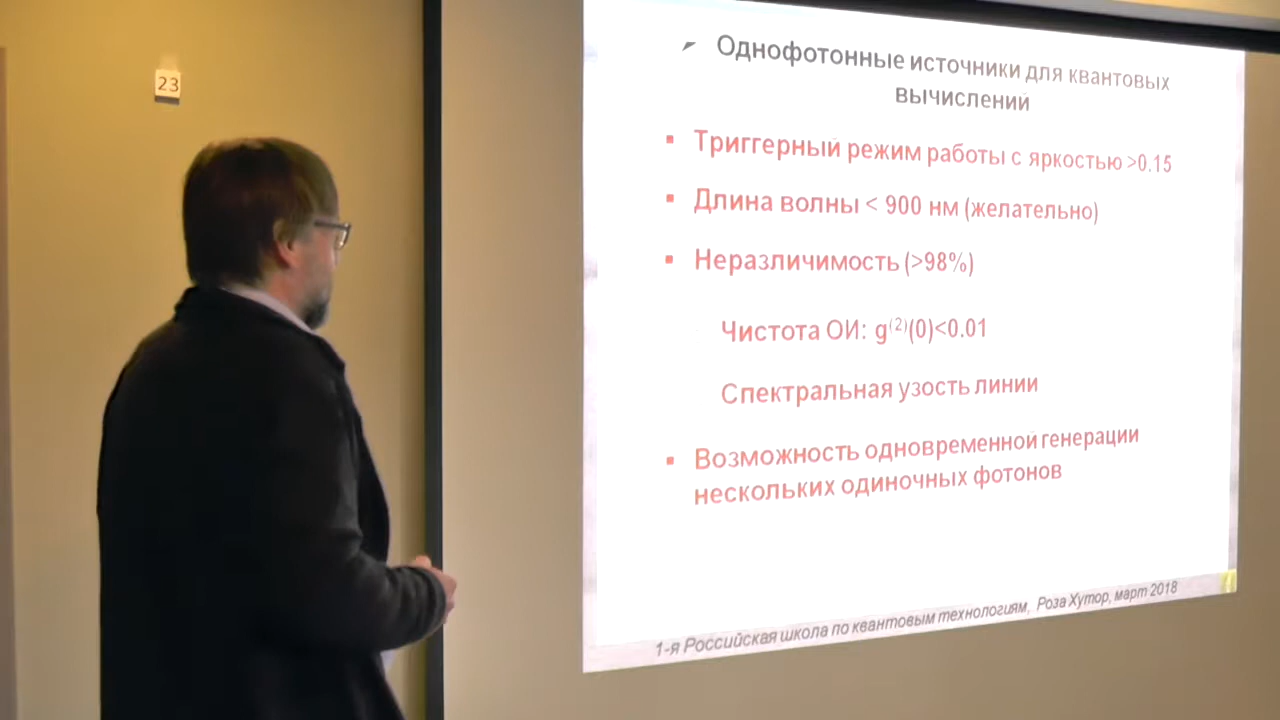 23
Однофотонные источники для квантовых
вычислений
Триггерный режим работы с яркостью >0.15
Длина волны < 900 нм (желательно)
Неразличимость (>98%)
Чистота ОИ: g⁽²⁾(0)<0.01
Спектральная узость линии
Возможность одновременной генерации
нескольких одиночных фотонов
1-я Российская школа по квантовым технологиям, Роза Хутор, март 2018